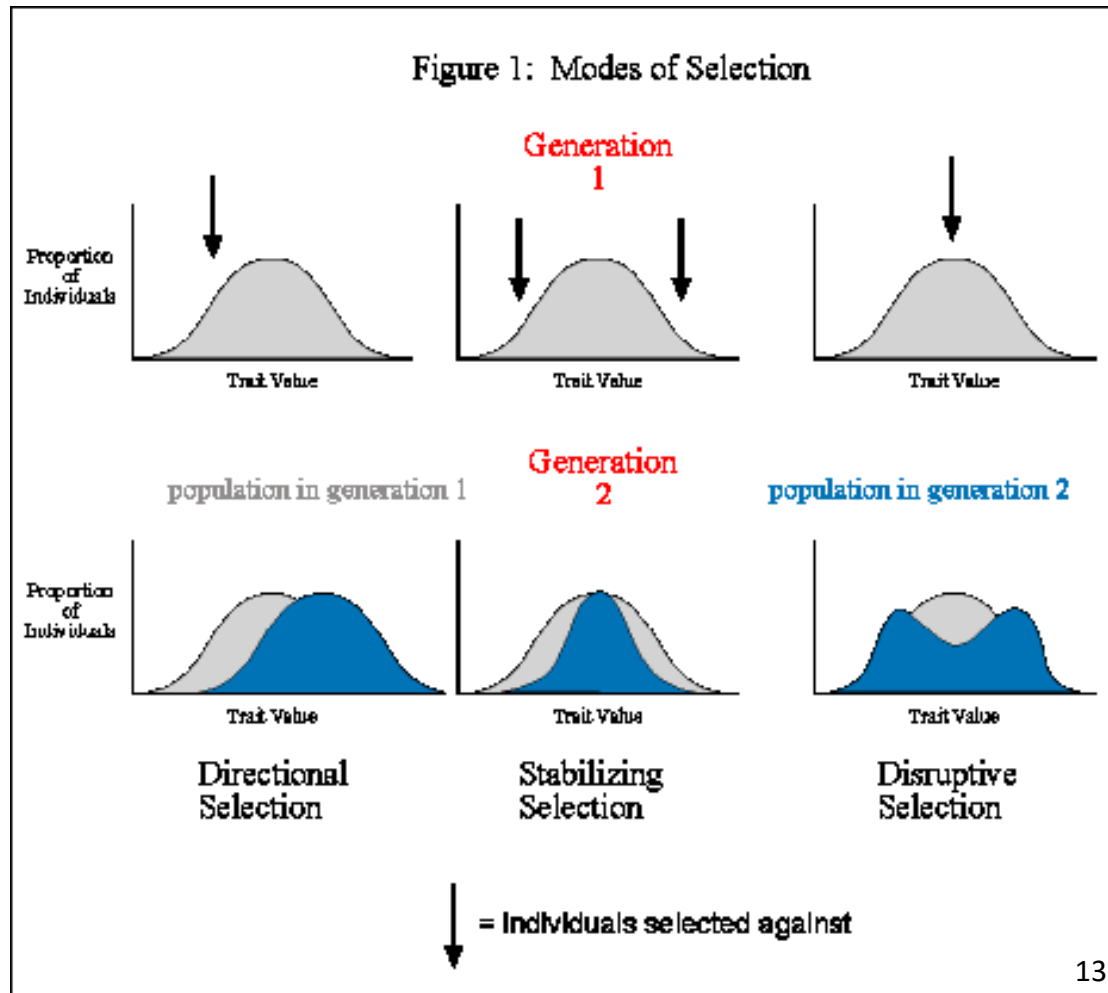 Figure 1: Modes of Selection
Generation
1
Proportion
of
Individuals
Trait Value
Trait Value
Trait Value
Generation
2
population in generation 1
population in generation 2
Proportion
of
Individuals
Trait Value
Trait Value
Trait Value
Directional
Selection
Stabilizing
Selection
Disruptive
Selection
= Individuals selected against
13